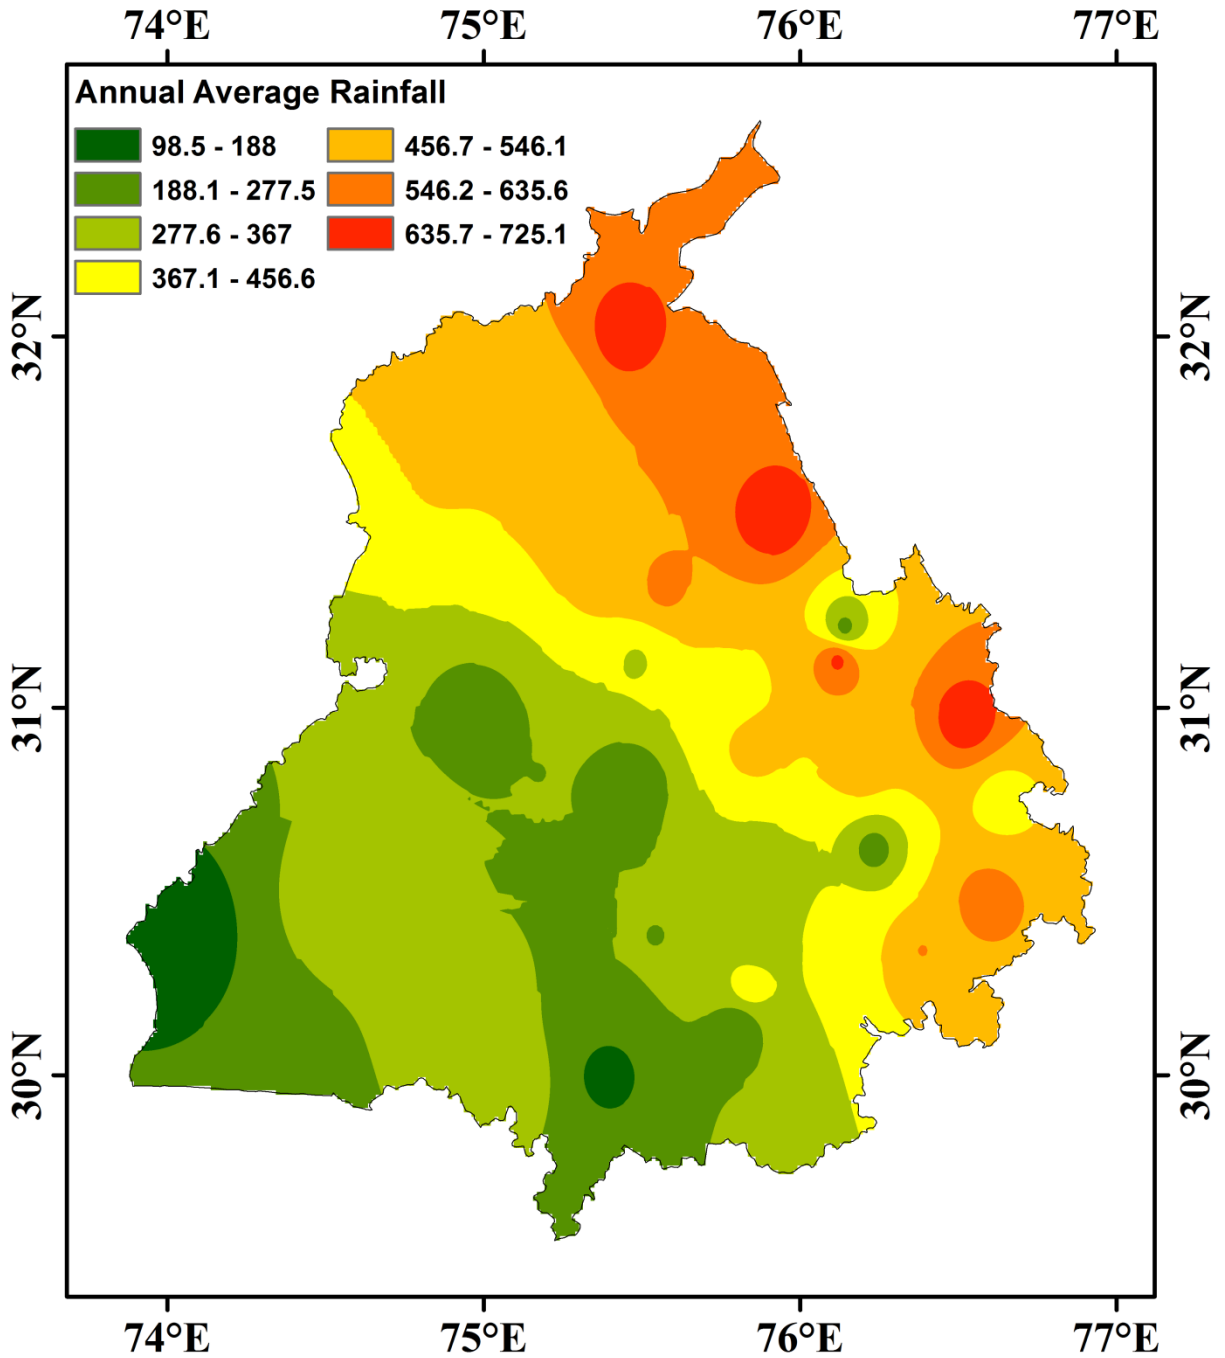 74°E 75°E 76°E 77°E
Annual Average Rainfall
98.5 - 188
188.1 - 277.5
277.6 - 367
367.1 - 456.6
456.7 - 546.1
546.2 - 635.6
635.7 - 725.1
32°N 32°N
31°N 31°N
30°N 30°N
74°E 75°E 76°E 77°E